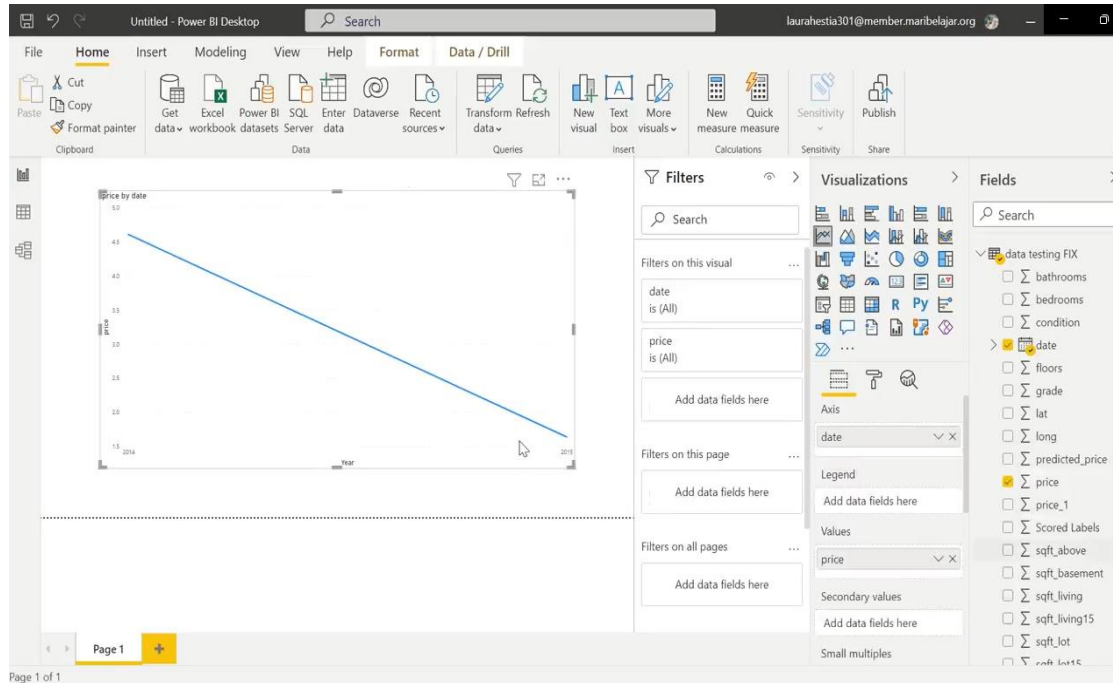 Untitled - Power BI Desktop
Search
laurahestia301@member.maribelajar.org
File Home Insert Modeling View Help Format Data / Drill
Paste
Cut
Copy
Format painter
Clipboard
Get data
Excel workbook
Power BI datasets
SQL Server
Enter data
Dataverse
Recent sources
Data
Transform data
Refresh
Queries
New visual
Text box
More visuals
Insert
New measure
Quick measure
Calculations
Sensitivity
Sensitivity
Publish
Share
price by date
5.0
4.5
4.0
3.5
3.0
2.5
2.0
1.5
price
2014
2015
Year
Filters
Search
Filters on this visual
date
is (All)
price
is (All)
Add data fields here
Filters on this page
Add data fields here
Filters on all pages
Add data fields here
Visualizations
R Py
Axis
date
Legend
Add data fields here
Values
price
Secondary values
Add data fields here
Small multiples
Fields
Search
data testing FIX
bathrooms
bedrooms
condition
date
floors
grade
lat
long
predicted_price
price
price_1
Scored Labels
sqft_above
sqft_basement
sqft_living
sqft_living15
sqft_lot
sqft_lot15
Page 1
Page 1 of 1